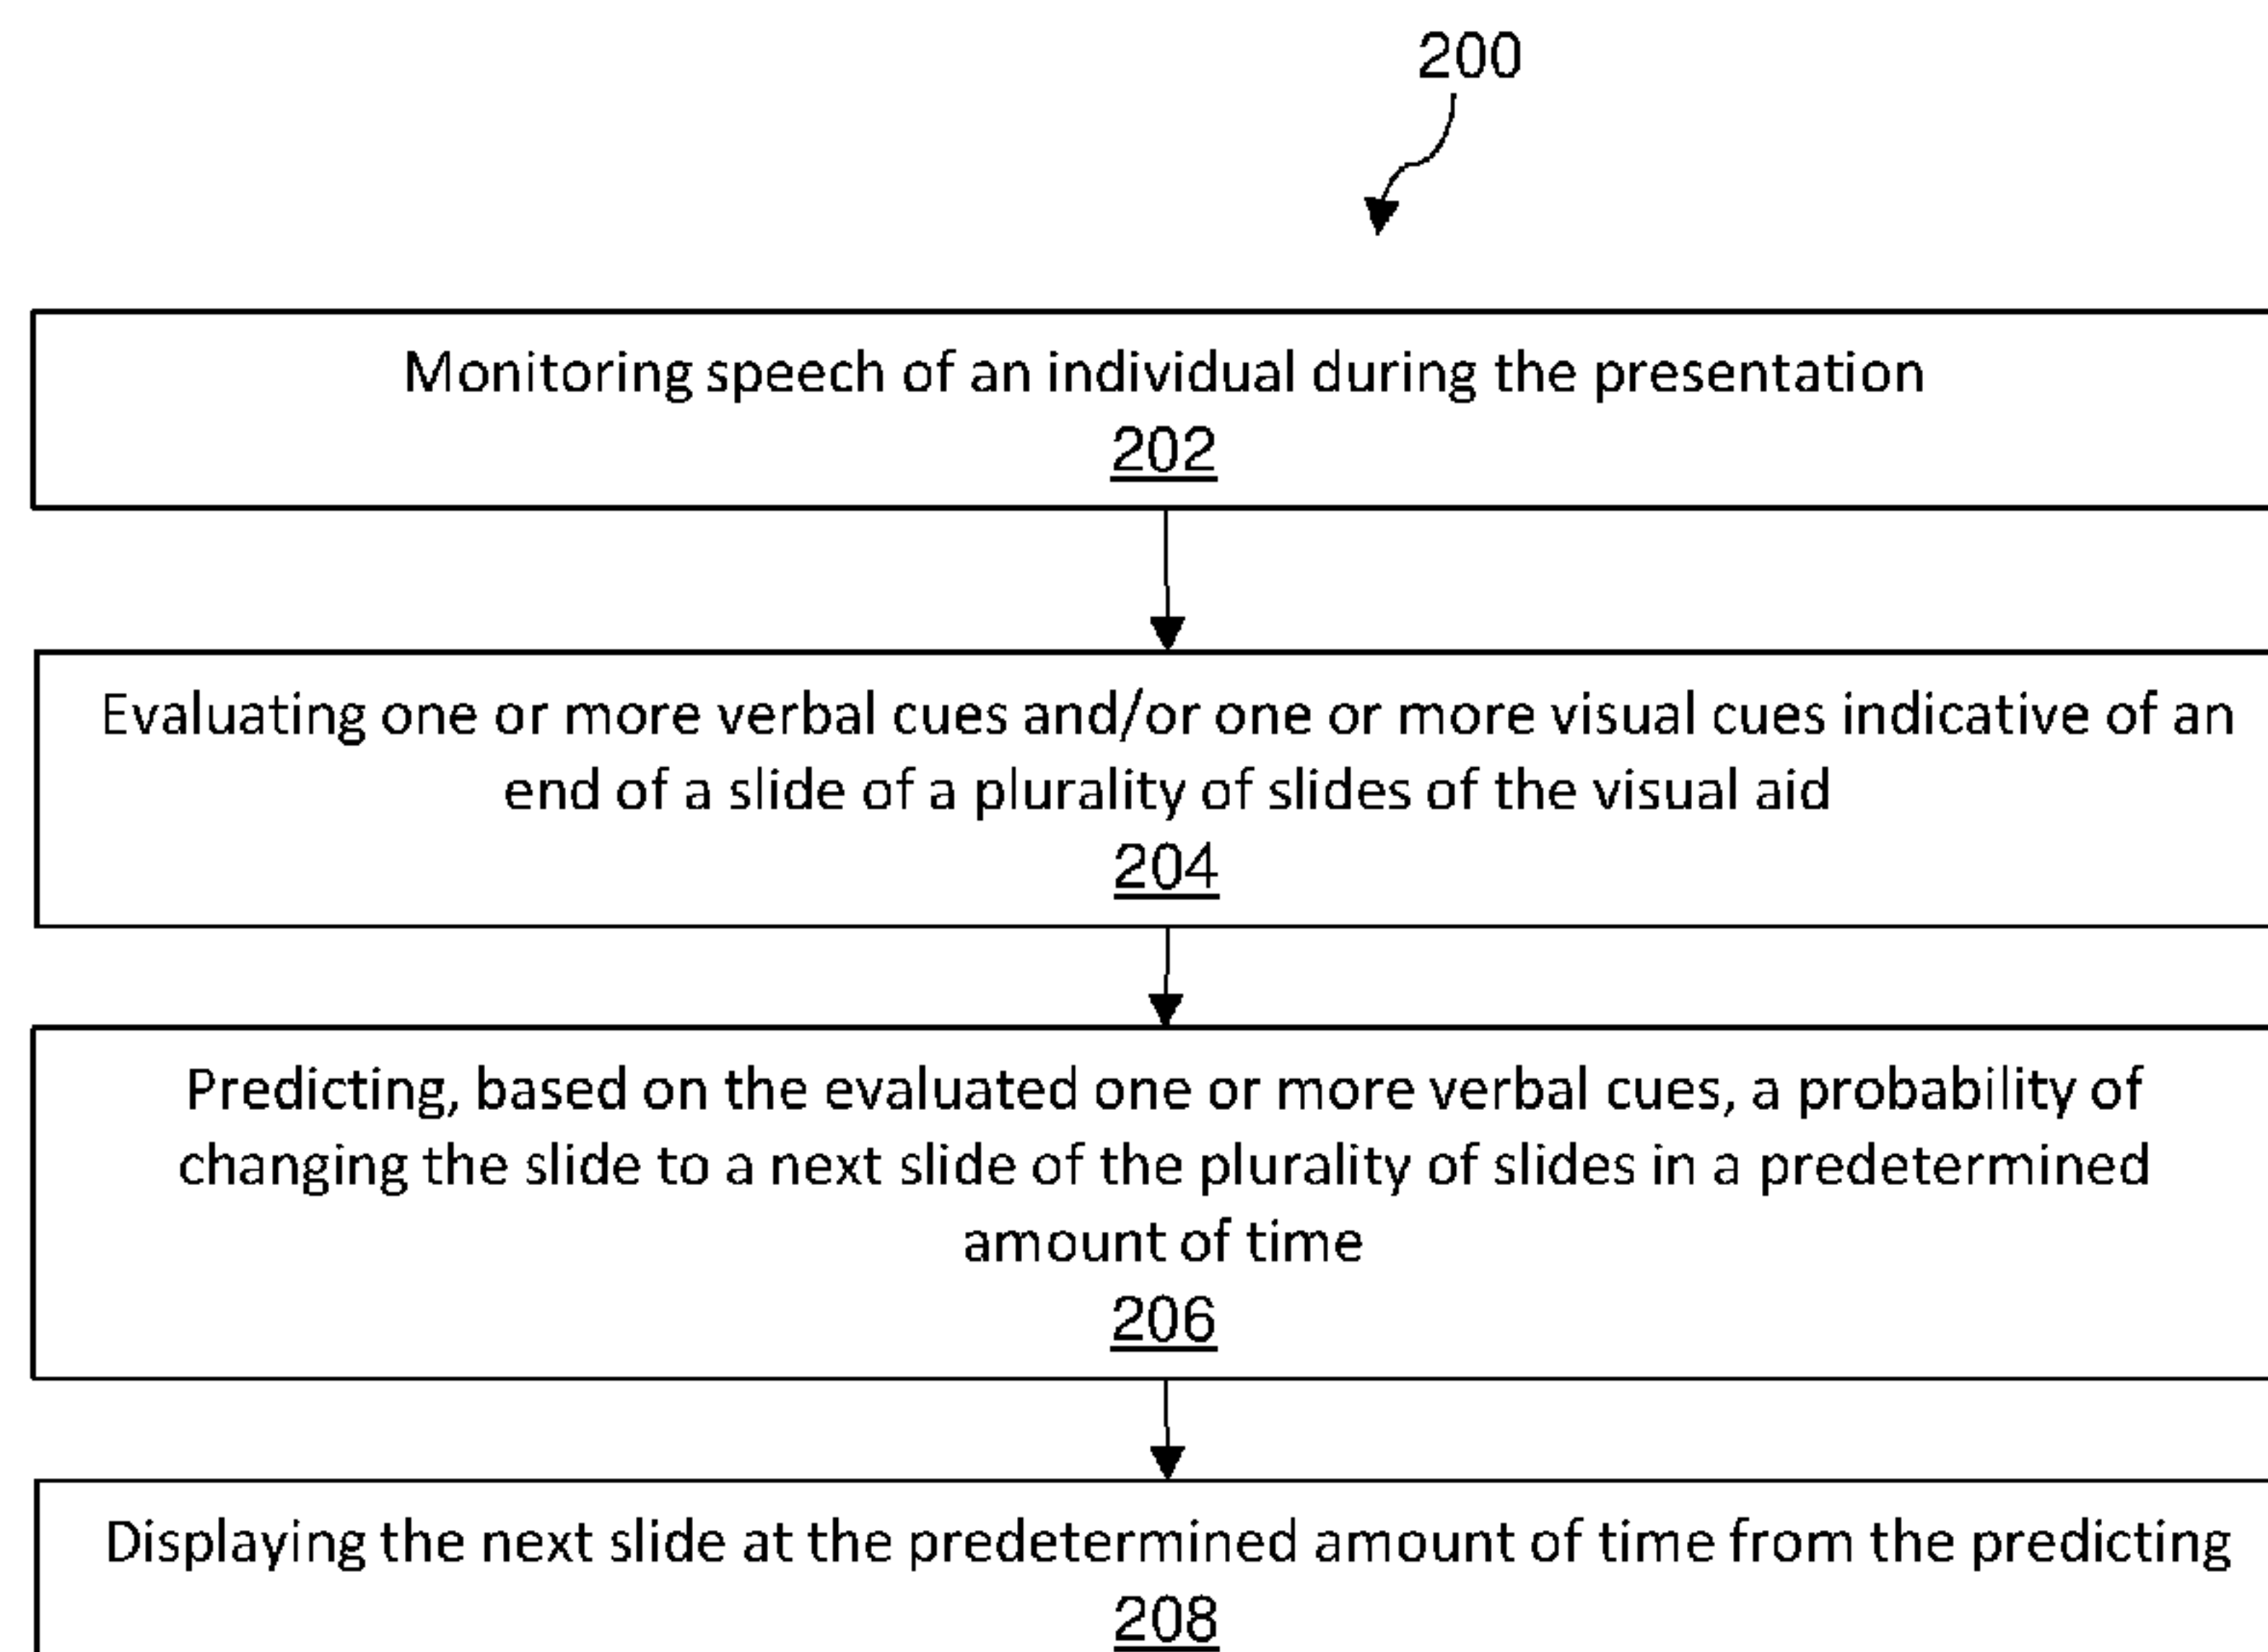 200
Monitoring speech of an individual during the presentation
202
Evaluating one or more verbal cues and/or one or more visual cues indicative of an
end of a slide of a plurality of slides of the visual aid
204
Predicting, based on the evaluated one or more verbal cues, a probability of
changing the slide to a next slide of the plurality of slides in a predetermined
amount of time
206
Displaying the next slide at the predetermined amount of time from the predicting
208